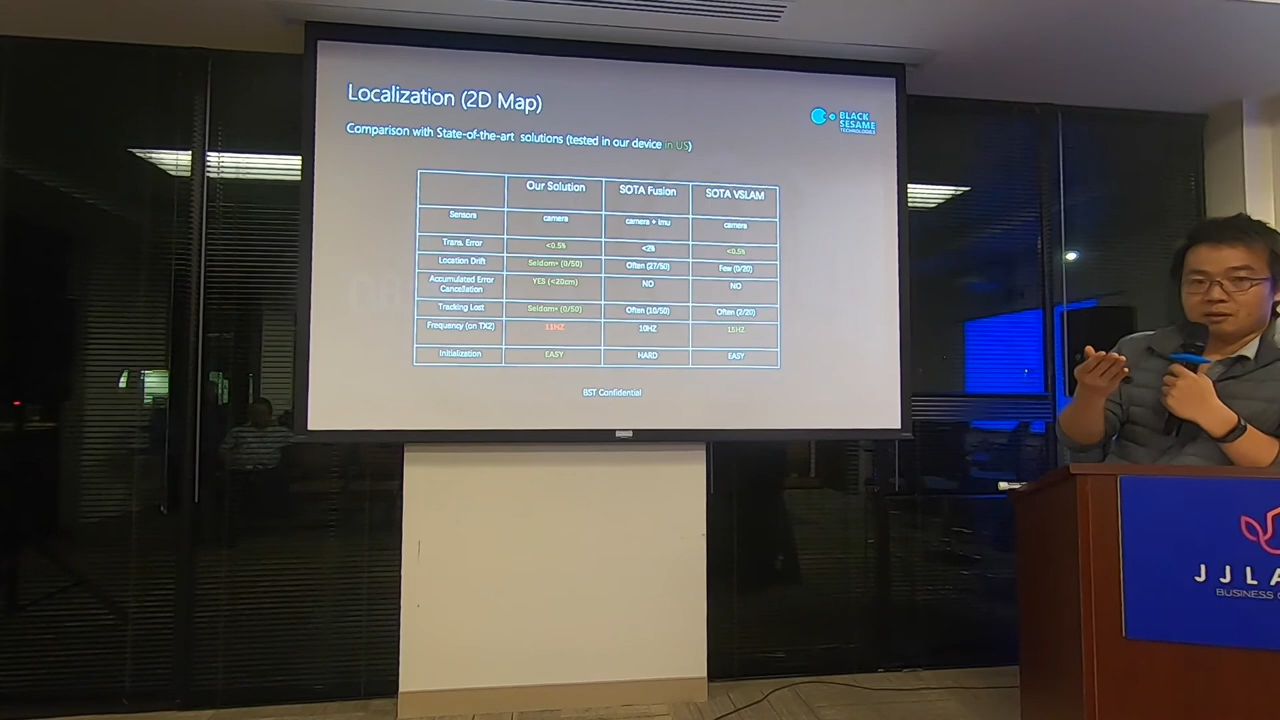 Localization (2D Map)
BLACK
SESAME
TECHNOLOGIES
Comparison with State-of-the-art solutions (tested in our device in US)
Our Solution SOTA Fusion SOTA VSLAM
Sensors camera camera + imu camera
Trans. Error <0.5% <2% <0.5%
Location Drift Seldom* (0/50) Often (27/50) Few (0/20)
Accumulated Error
Cancellation YES (<20cm) NO NO
Tracking Lost Seldom* (0/50) Often (10/50) Often (2/20)
Frequency (on TX2) 11HZ 10HZ 15HZ
Initialization EASY HARD EASY
BST Confidential
JJLA
BUSINESS